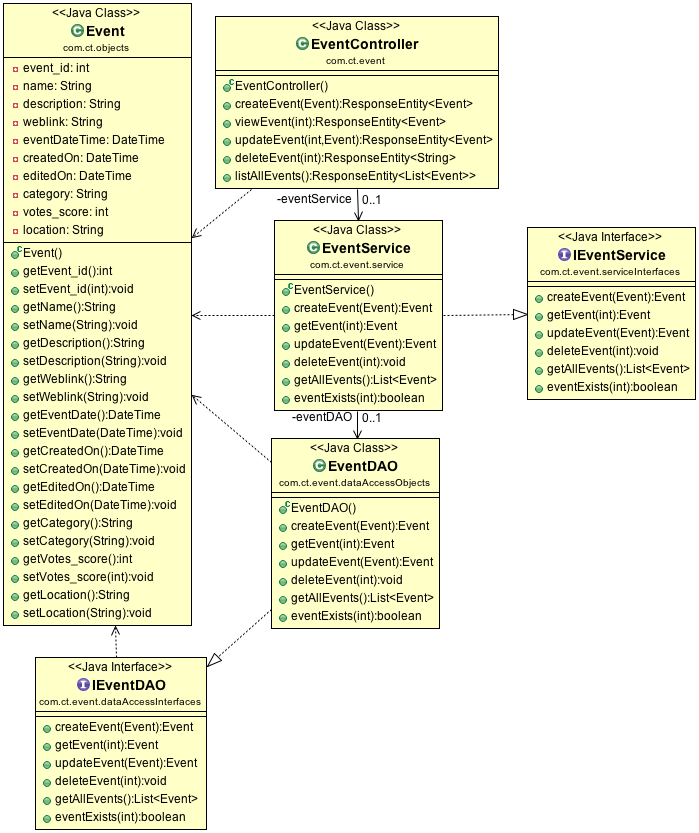 <<Java Class>>
Event
com.ct.objects
event_id: int
name: String
description: String
weblink: String
eventDateTime: DateTime
createdOn: DateTime
editedOn: DateTime
category: String
votes_score: int
location: String
Event()
getEvent_id():int
setEvent_id(int):void
getName():String
setName(String):void
getDescription():String
setDescription(String):void
getWeblink():String
setWeblink(String):void
getEventDate():DateTime
setEventDate(DateTime):void
getCreatedOn():DateTime
setCreatedOn(DateTime):void
getEditedOn():DateTime
setEditedOn(DateTime):void
getCategory():String
setCategory(String):void
getVotes_score():int
setVotes_score(int):void
getLocation():String
setLocation(String):void
<<Java Class>>
EventController
com.ct.event
EventController()
createEvent(Event):ResponseEntity<Event>
viewEvent(int):ResponseEntity<Event>
updateEvent(int,Event):ResponseEntity<Event>
deleteEvent(int):ResponseEntity<String>
listAllEvents():ResponseEntity<List<Event>>
-eventService 0..1
<<Java Class>>
EventService
com.ct.event.service
EventService()
createEvent(Event):Event
getEvent(int):Event
updateEvent(Event):Event
deleteEvent(int):void
getAllEvents():List<Event>
eventExists(int):boolean
<<Java Interface>>
IEventService
com.ct.event.serviceInterfaces
createEvent(Event):Event
getEvent(int):Event
updateEvent(Event):Event
deleteEvent(int):void
getAllEvents():List<Event>
eventExists(int):boolean
-eventDAO 0..1
<<Java Class>>
EventDAO
com.ct.event.dataAccessObjects
EventDAO()
createEvent(Event):Event
getEvent(int):Event
updateEvent(Event):Event
deleteEvent(int):void
getAllEvents():List<Event>
eventExists(int):boolean
<<Java Interface>>
IEventDAO
com.ct.event.dataAccessInterfaces
createEvent(Event):Event
getEvent(int):Event
updateEvent(Event):Event
deleteEvent(int):void
getAllEvents():List<Event>
eventExists(int):boolean